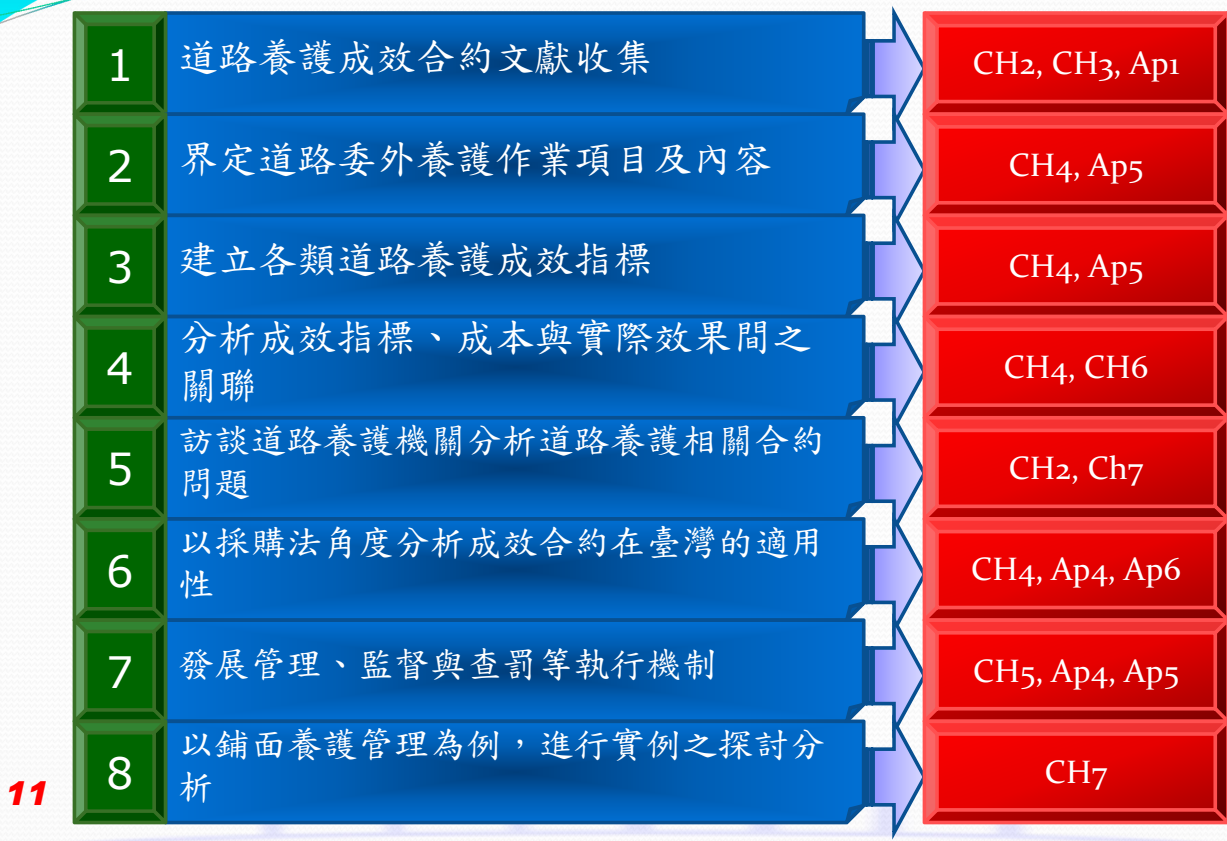 1
道路養護成效合約文獻收集
CH2, CH3, Ap1
2
界定道路委外養護作業項目及內容
CH4, Ap5
3
建立各類道路養護成效指標
CH4, Ap5
4
分析成效指標、成本與實際效果間之
關聯
CH4, CH6
5
訪談道路養護機關分析道路養護相關合約
問題
CH2, Ch7
6
以採購法角度分析成效合約在臺灣的適用
性
CH4, Ap4, Ap6
7
發展管理、監督與查罰等執行機制
CH5, Ap4, Ap5
8
以鋪面養護管理為例，進行實例之探討分
析
CH7
11